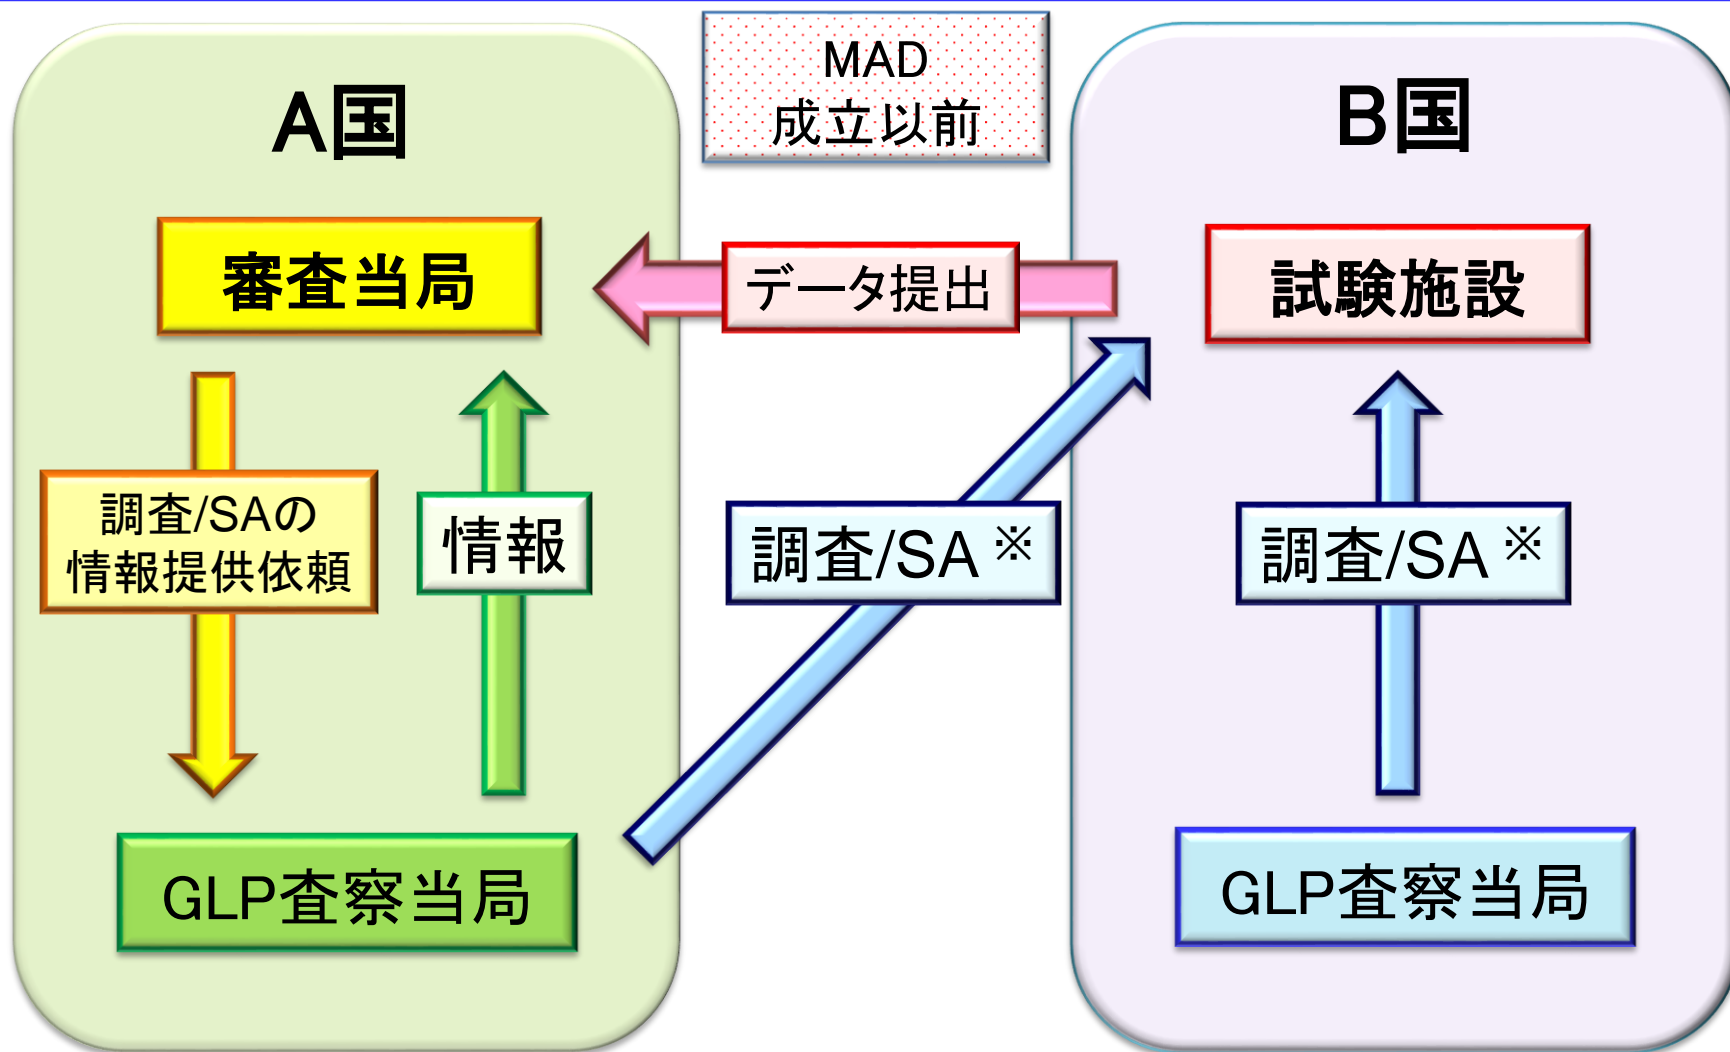 MAD
成立以前
A国
B国
審査当局
データ提出
試験施設
調査/SAの
情報提供依頼
情報
調査/SA※
調査/SA※
GLP査察当局
GLP査察当局